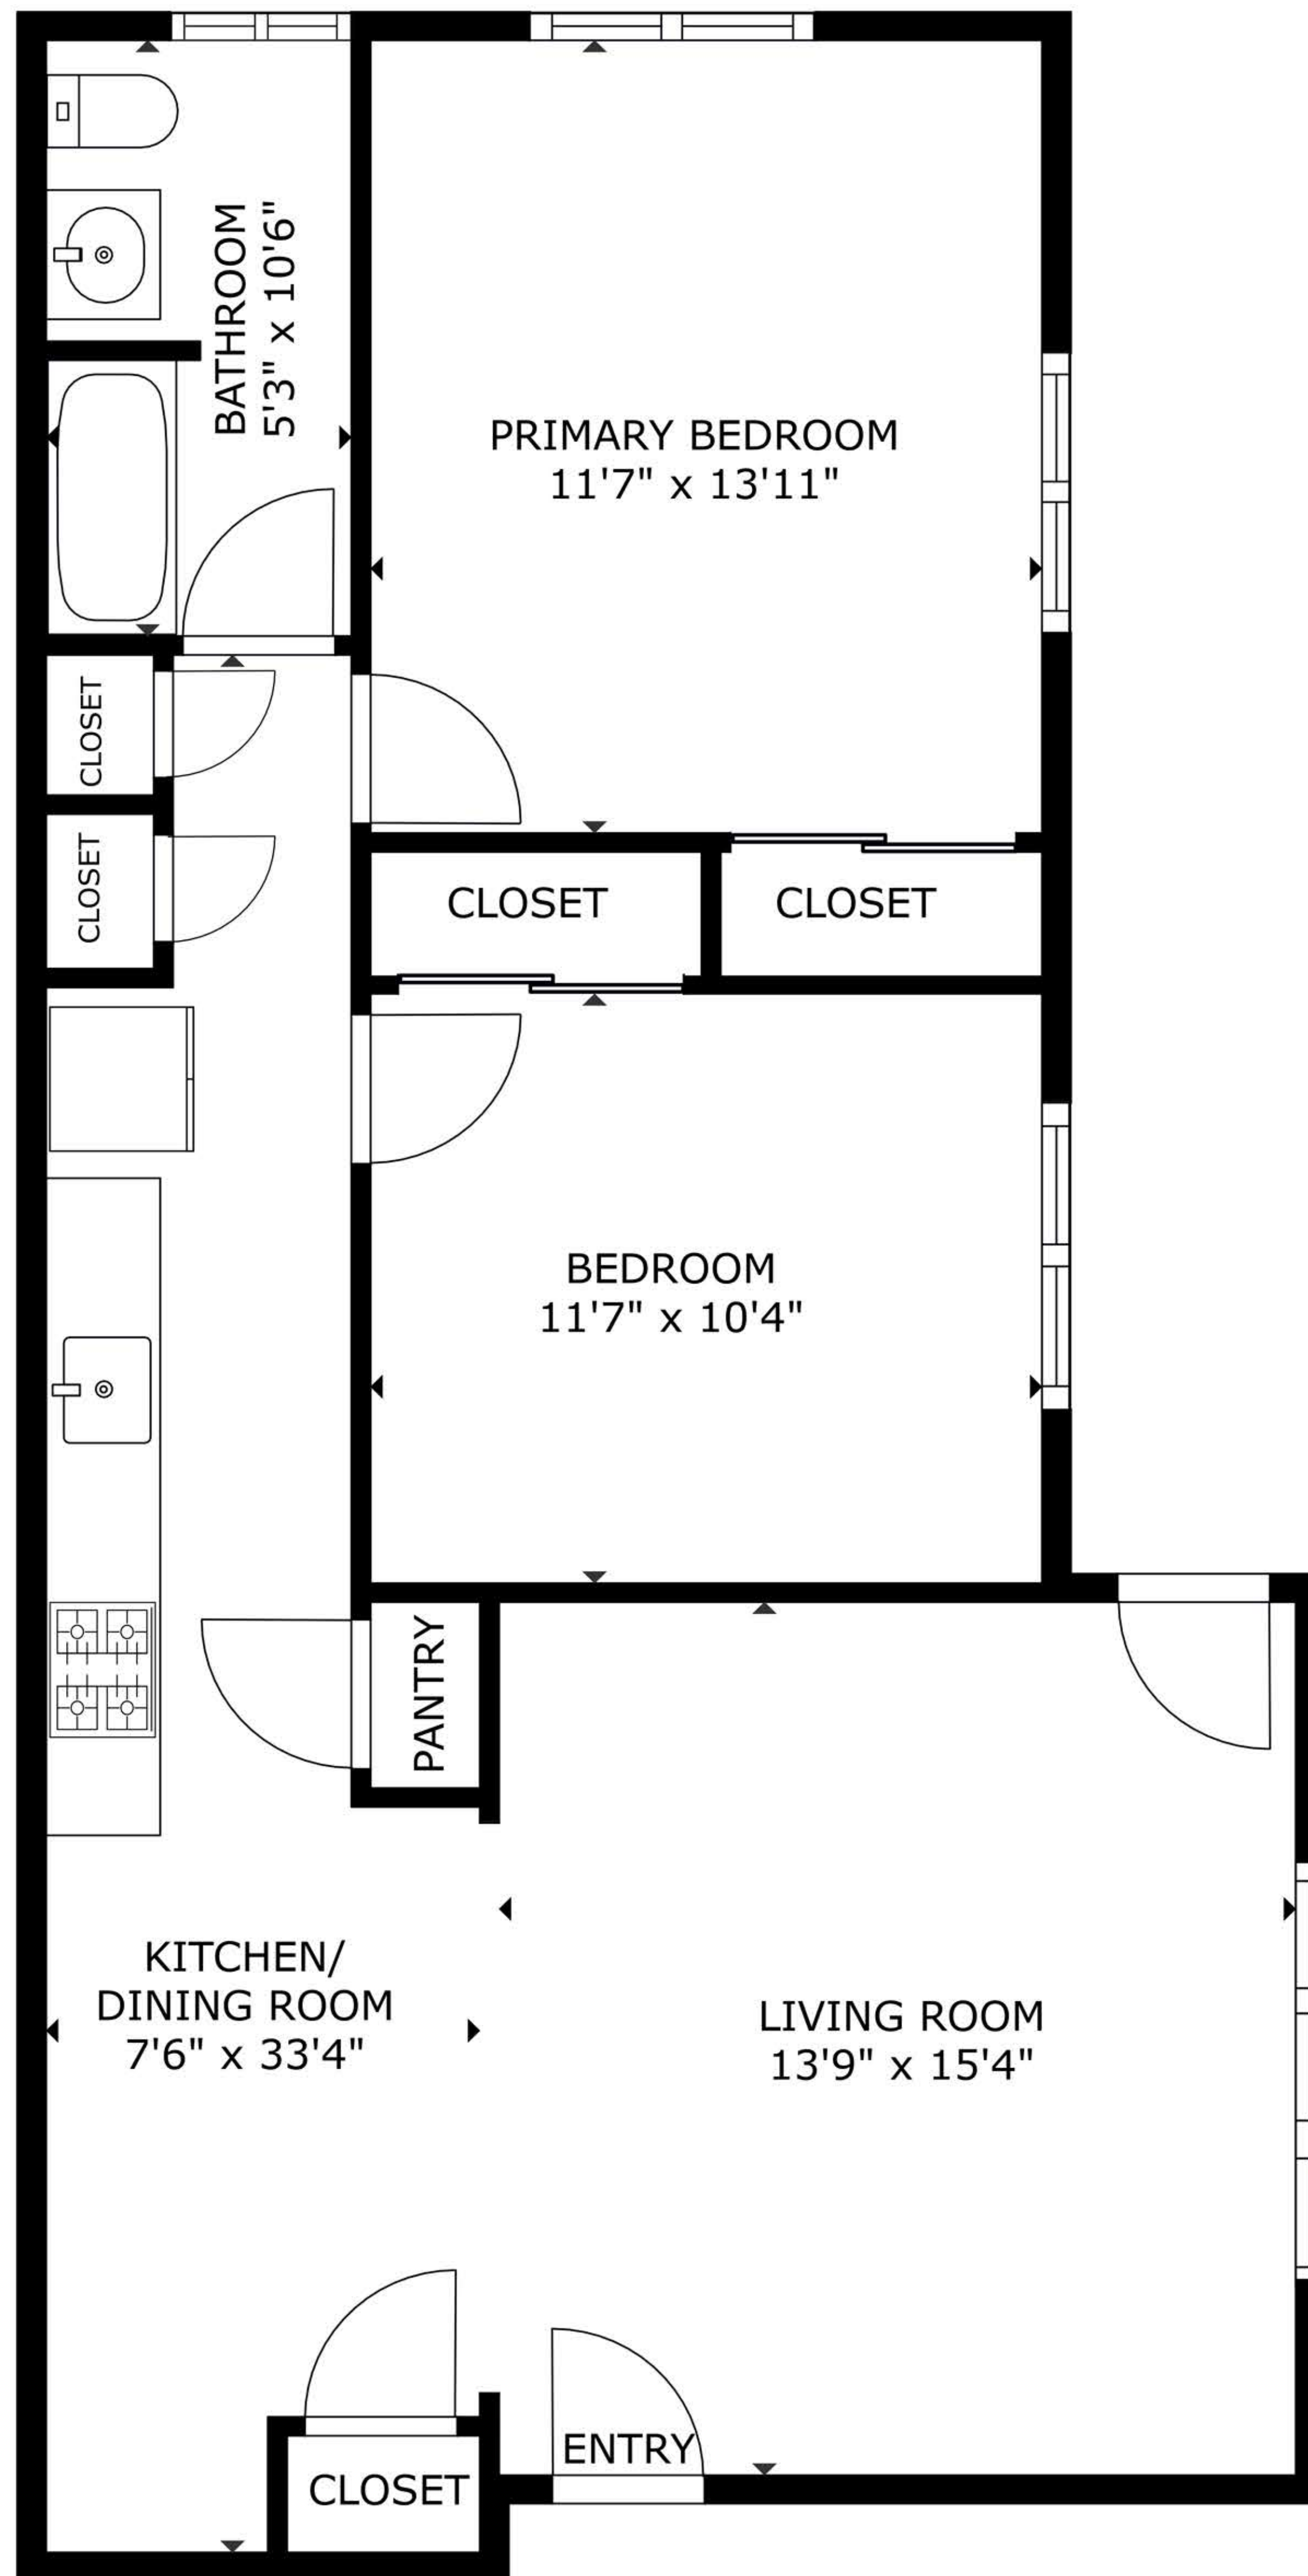 BATHROOM
5'3" x 10'6"
PRIMARY BEDROOM
11'7" x 13'11"
CLOSET
CLOSET
CLOSET
CLOSET
BEDROOM
11'7" x 10'4"
PANTRY
KITCHEN/
DINING ROOM
7'6" x 33'4"
LIVING ROOM
13'9" x 15'4"
ENTRY
CLOSET